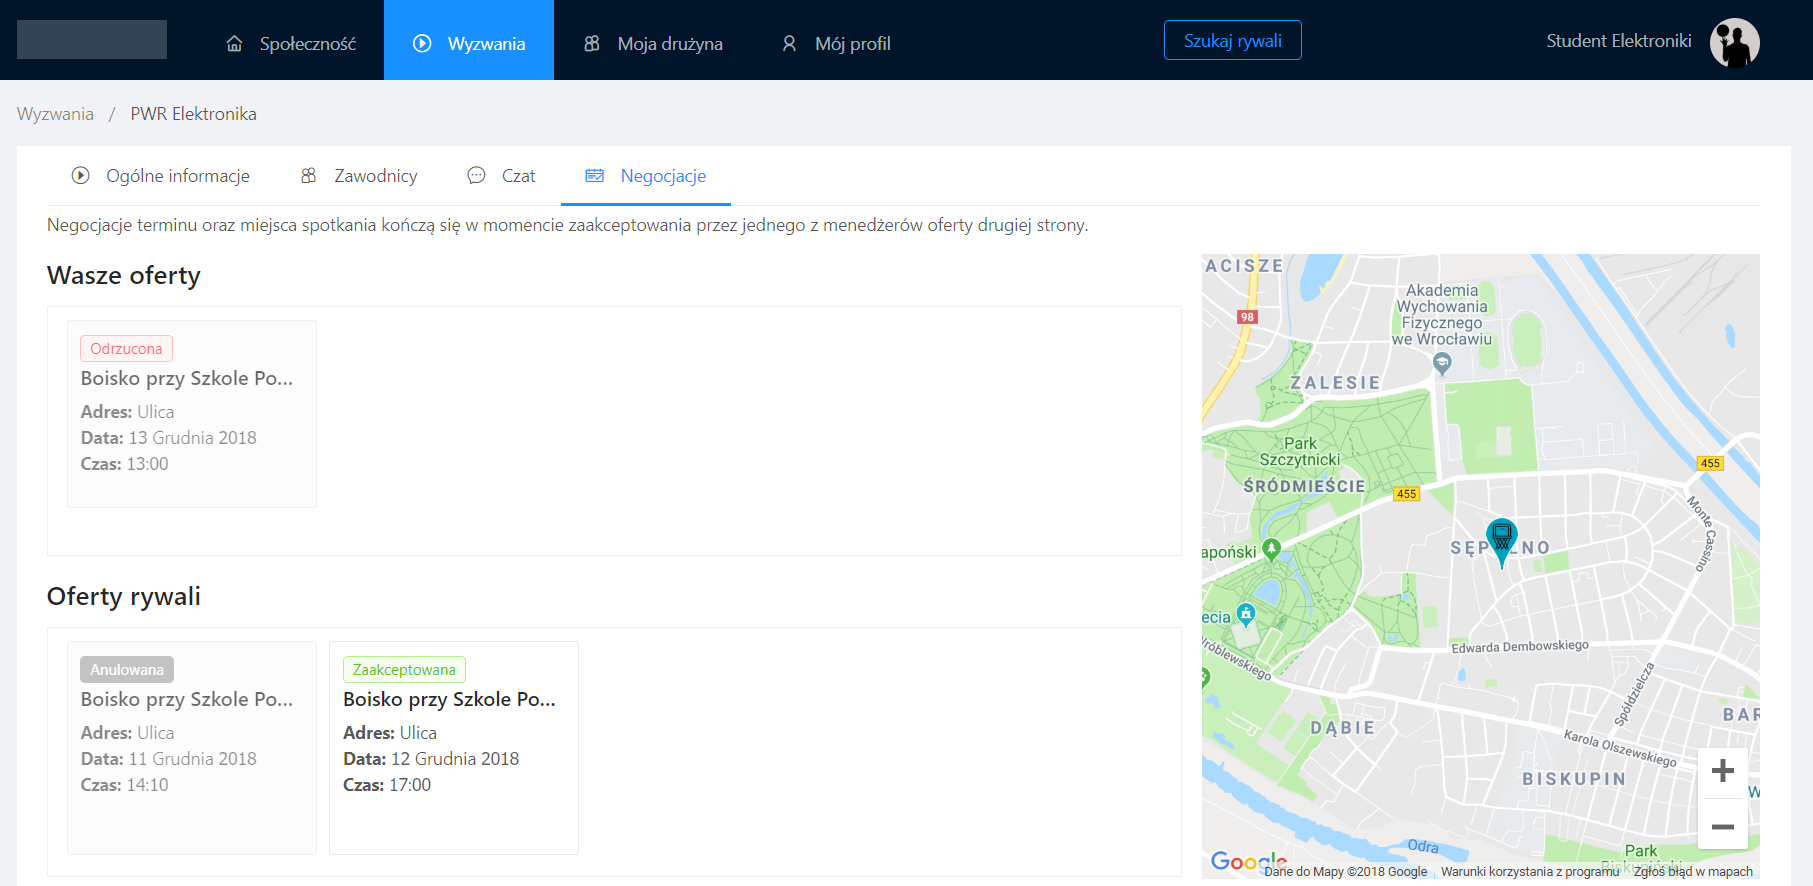 Społeczność
Wyzwania
Moja drużyna
Mój profil
Szukaj rywali
Student Elektroniki
Wyzwania / PWR Elektronika
Ogólne informacje
Zawodnicy
Czat
Negocjacje
Negocjacje terminu oraz miejsca spotkania kończą się w momencie zaakceptowania przez jednego z menedżerów oferty drugiej strony.
Wasze oferty
Odrzucona
Boisko przy Szkole Po...
Adres: Ulica
Data: 13 Grudnia 2018
Czas: 13:00
Oferty rywali
Anulowana
Boisko przy Szkole Po...
Adres: Ulica
Data: 11 Grudnia 2018
Czas: 14:10
Zaakceptowana
Boisko przy Szkole Po...
Adres: Ulica
Data: 12 Grudnia 2018
Czas: 17:00
ACISZE
98
Akademia
Wychowania
Fizycznego
we Wrocławiu
ZALESIE
Park
Szczytnicki
ŚRÓDMIEŚCIE
455
455
Monte Cassino
apoński
ecia
Wróblewskiego
Edwarda Dembowskiego
Spółdzielcza
DĄBIE
BAR
Karola Olszewskiego
BISKUPIN
W
Odra
Park
Biskupiński
Google
Dane do Mapy ©2018 Google
Warunki korzystania z programu
Zgłoś błąd w mapach